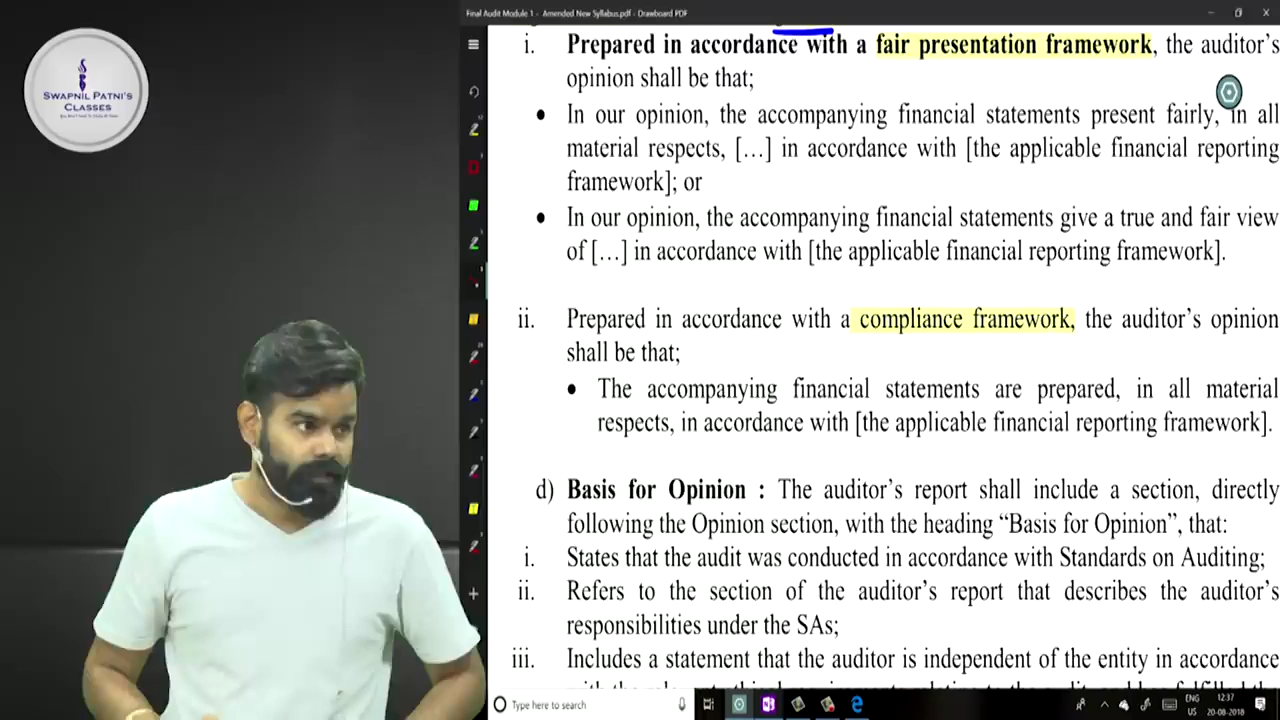 Final Audit Module 1 - Amended New Syllabus.pdf - Drawboard PDF
SWAPNIL PATNI'S
CLASSES
i. Prepared in accordance with a fair presentation framework, the auditor's
opinion shall be that;
• In our opinion, the accompanying financial statements present fairly, in all
material respects, […] in accordance with [the applicable financial reporting
framework]; or
• In our opinion, the accompanying financial statements give a true and fair view
of […] in accordance with [the applicable financial reporting framework].
ii. Prepared in accordance with a compliance framework, the auditor's opinion
shall be that;
• The accompanying financial statements are prepared, in all material
respects, in accordance with [the applicable financial reporting framework].
d) Basis for Opinion : The auditor's report shall include a section, directly
following the Opinion section, with the heading “Basis for Opinion”, that:
i. States that the audit was conducted in accordance with Standards on Auditing;
ii. Refers to the section of the auditor's report that describes the auditor's
responsibilities under the SAs;
iii. Includes a statement that the auditor is independent of the entity in accordance
Type here to search
ENG
US
12:37
20-08-2018